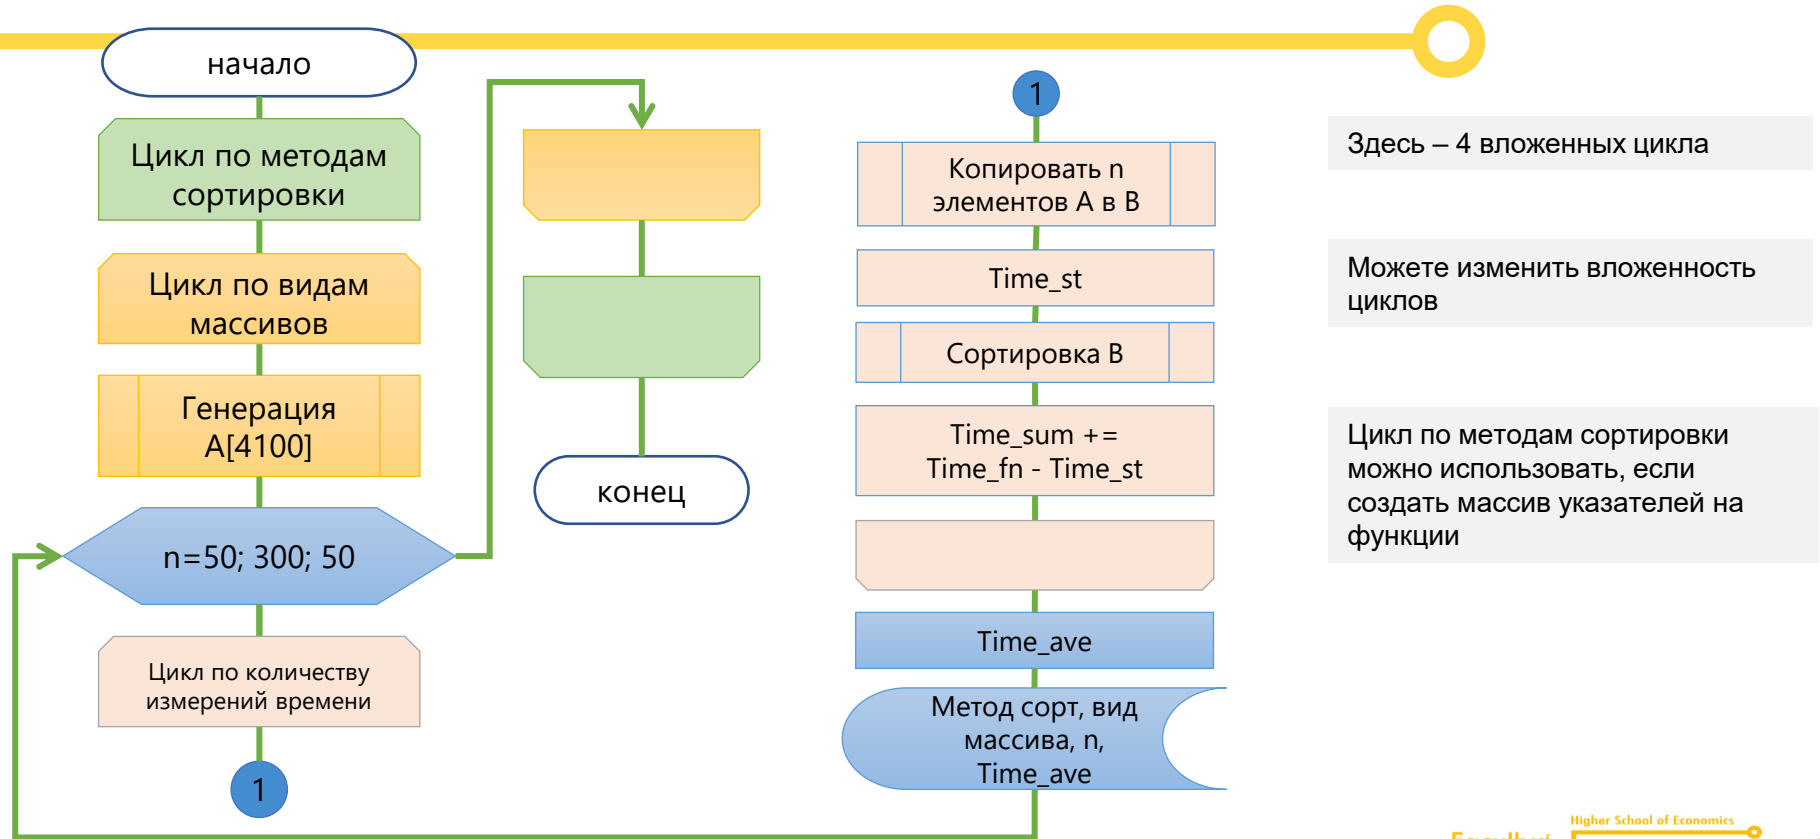 начало
Цикл по методам
сортировки
Цикл по видам
массивов
Генерация
A[4100]
n=50; 300; 50
Цикл по количеству
измерений времени
1
конец
1
Копировать n
элементов A в B
Time_st
Сортировка B
Time_sum +=
Time_fn - Time_st
Time_ave
Метод сорт, вид
массива, n,
Time_ave
Здесь – 4 вложенных цикла
Можете изменить вложенность
циклов
Цикл по методам сортировки
можно использовать, если
создать массив указателей на
функции
Higher School of Economics